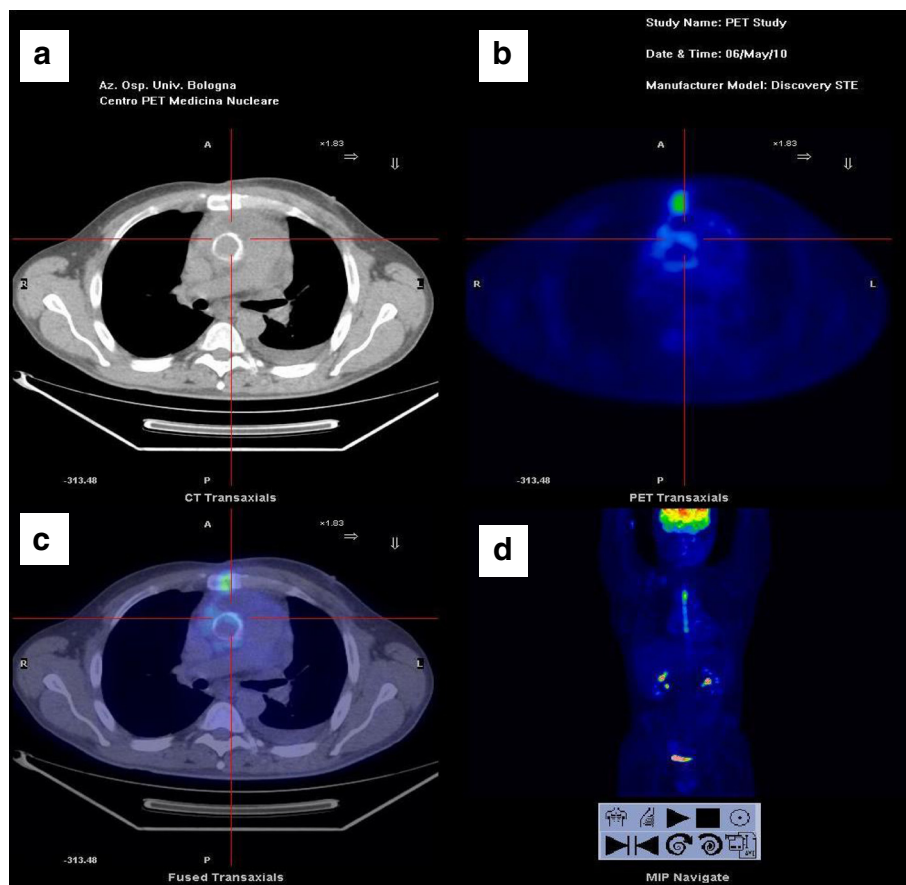 a
Az. Osp. Univ. Bologna
Centro PET Medicina Nucleare
A
×1.83
R
L
-313.48
P
CT Transaxials
b
Study Name: PET Study
Date & Time: 06/May/10
Manufacturer Model: Discovery STE
A
×1.83
R
L
-313.48
P
PET Transaxials
c
A
×1.83
R
L
-313.48
P
Fused Transaxials
d
MIP Navigate